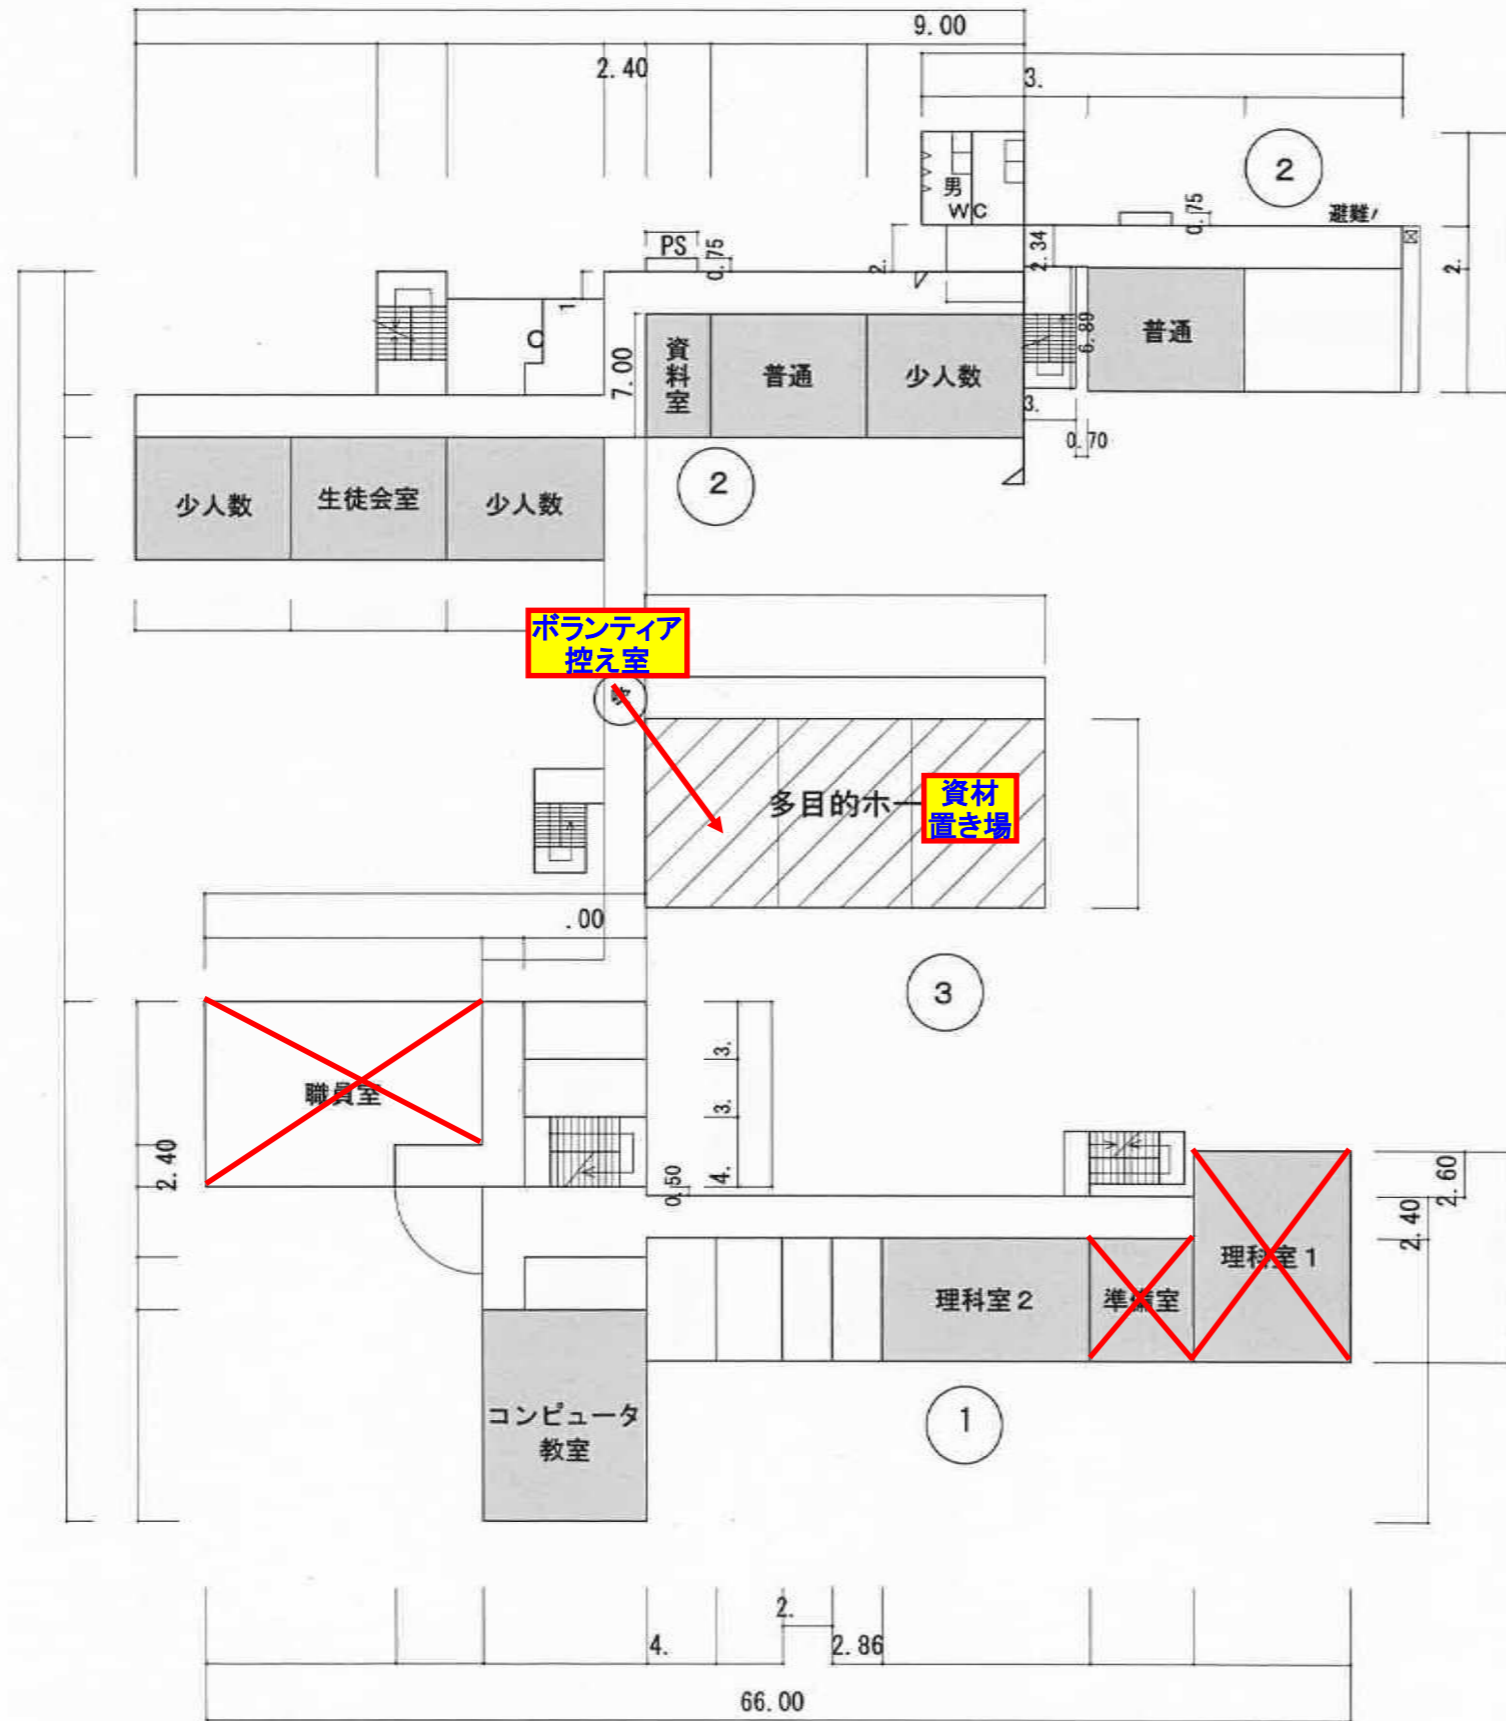 9.00
2.40
3.
2
男
WC
0.75
避難
PS
0.75
2.
2.34
2.
1
C
7.00
資料室
普通
少人数
6.89
普通
3.
0.70
少人数
生徒会室
少人数
2
ボランティア
控え室
多目的ホー
資材
置き場
.00
3
職員室
3.
3.
4.
2.40
0.50
2.60
2.40
理科室1
理科室2
準備室
コンピュータ
教室
1
2.
4.
2.86
66.00